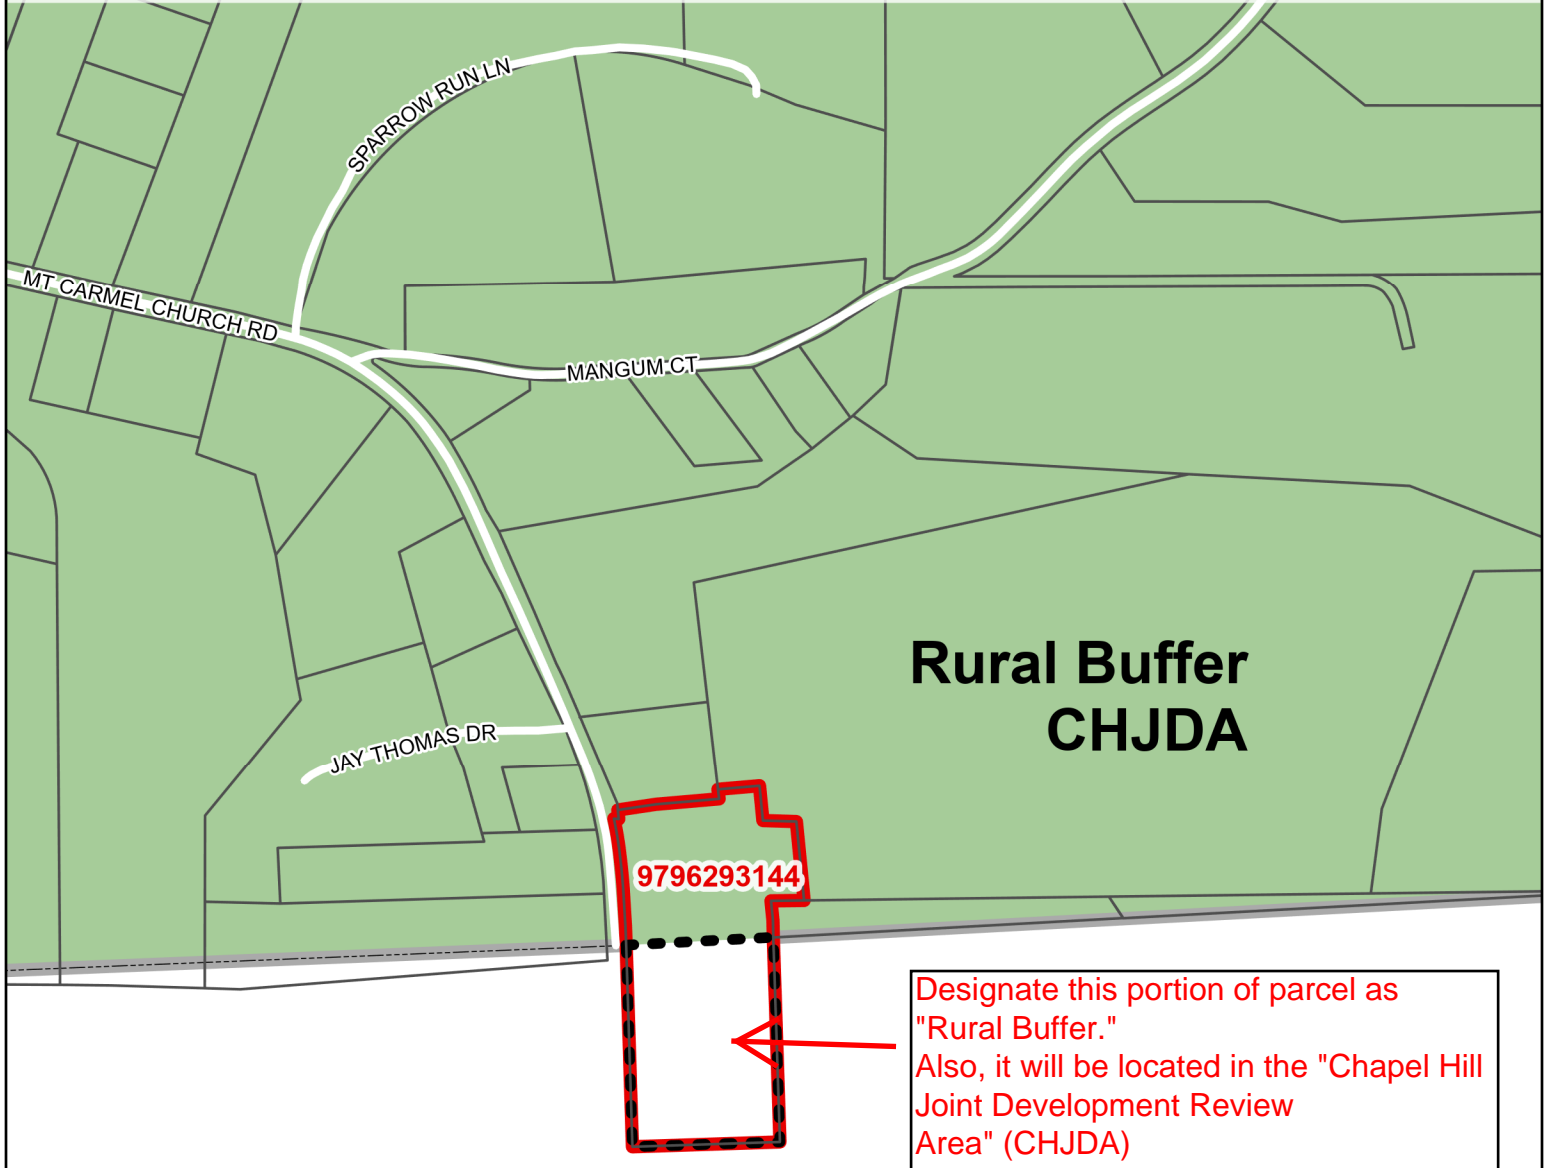 SPARROW RUN LN
MT CARMEL CHURCH RD
MANGUM CT
Rural Buffer
CHJDA
JAY THOMAS DR
9796293144
Designate this portion of parcel as
"Rural Buffer."
Also, it will be located in the "Chapel Hill
Joint Development Review
Area" (CHJDA)